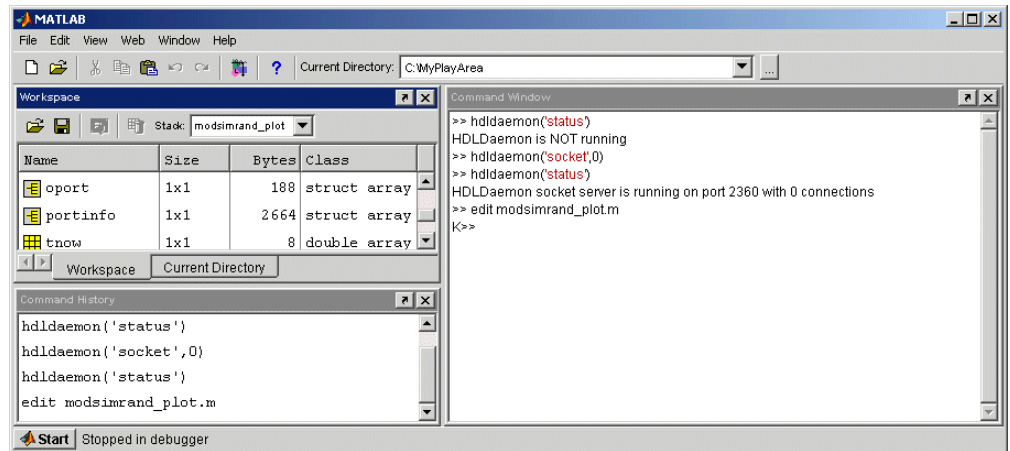 MATLAB
File Edit View Web Window Help
Current Directory: C:\MyPlayArea ...
Workspace
Stack: modsimrand_plot
Name Size Bytes Class
oport 1x1 188 struct array
portinfo 1x1 2664 struct array
tnow 1x1 8 double array
Workspace Current Directory
Command History
hdldaemon('status')
hdldaemon('socket',0)
hdldaemon('status')
edit modsimrand_plot.m
Command Window
>> hdldaemon('status')
HDLDaemon is NOT running
>> hdldaemon('socket',0)
>> hdldaemon('status')
HDLDaemon socket server is running on port 2360 with 0 connections
>> edit modsimrand_plot.m
K>>
Start Stopped in debugger